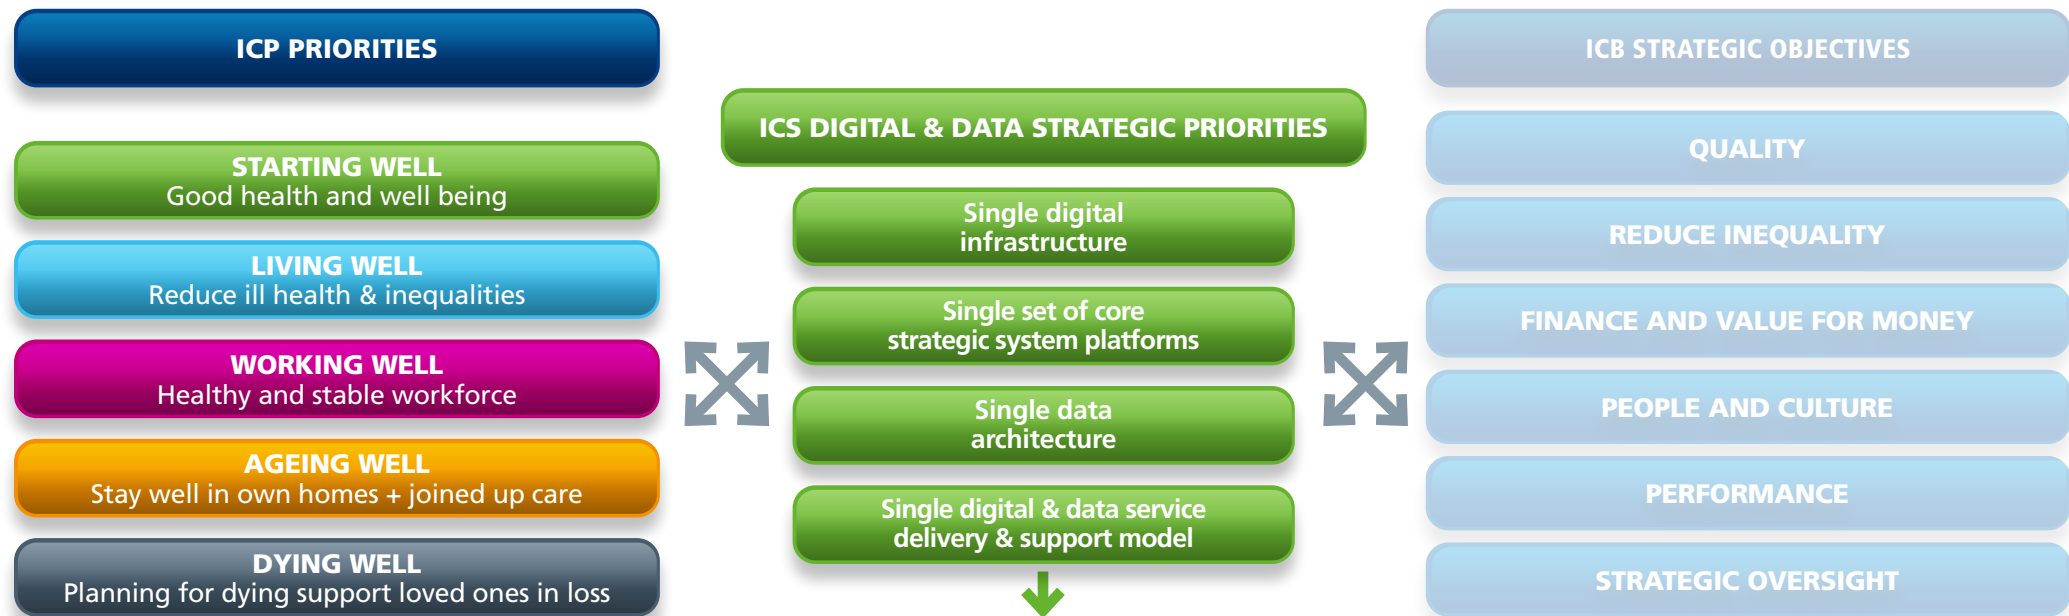 ICP PRIORITIES
STARTING WELL
Good health and well being
LIVING WELL
Reduce ill health & inequalities
WORKING WELL
Healthy and stable workforce
AGEING WELL
Stay well in own homes + joined up care
DYING WELL
Planning for dying support loved ones in loss
ICS DIGITAL & DATA STRATEGIC PRIORITIES
Single digital
infrastructure
Single set of core
strategic system platforms
Single data
architecture
Single digital & data service
delivery & support model
ICB STRATEGIC OBJECTIVES
QUALITY
REDUCE INEQUALITY
FINANCE AND VALUE FOR MONEY
PEOPLE AND CULTURE
PERFORMANCE
STRATEGIC OVERSIGHT